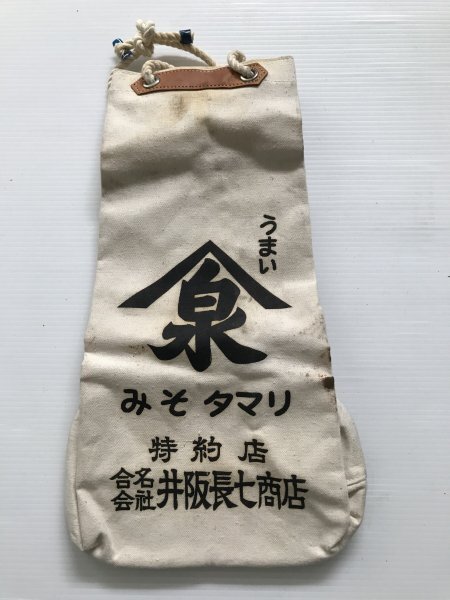 うまい
泉
みそ タマリ
特約店
合名会社 井阪長七商店